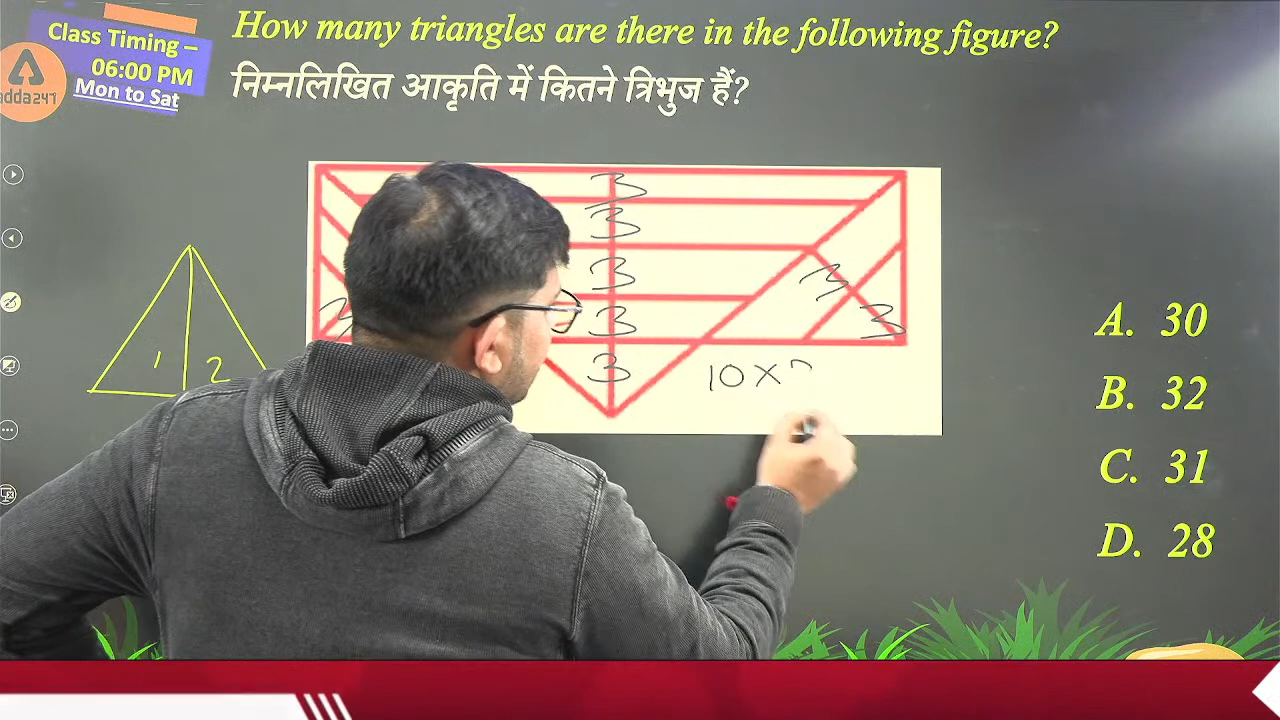 How many triangles are there in the following figure?
निम्नलिखित आकृति में कितने त्रिभुज हैं?
Class Timing –
06:00 PM
Mon to Sat
adda247
1 2
3
3
3
3
3
3
3
3
10 x
A. 30
B. 32
C. 31
D. 28